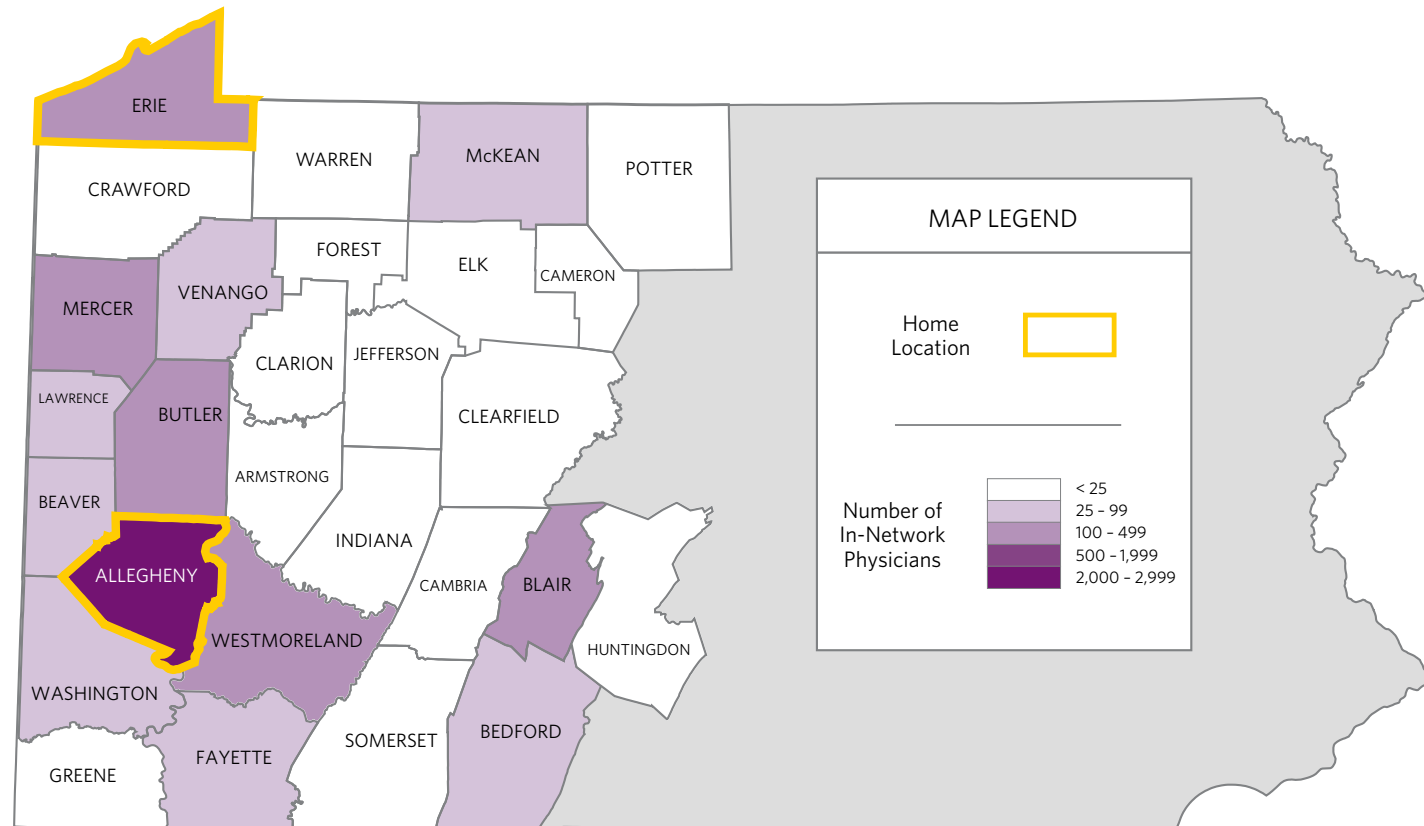 ERIE
WARREN
McKEAN
POTTER
CRAWFORD
FOREST
ELK
CAMERON
VENANGO
MERCER
JEFFERSON
CLARION
LAWRENCE
BUTLER
CLEARFIELD
ARMSTRONG
BEAVER
INDIANA
ALLEGHENY
CAMBRIA
BLAIR
WESTMORELAND
HUNTINGDON
WASHINGTON
BEDFORD
SOMERSET
FAYETTE
GREENE
MAP LEGEND
Home
Location
Number of
In-Network
Physicians
< 25
25 – 99
100 – 499
500 – 1,999
2,000 – 2,999